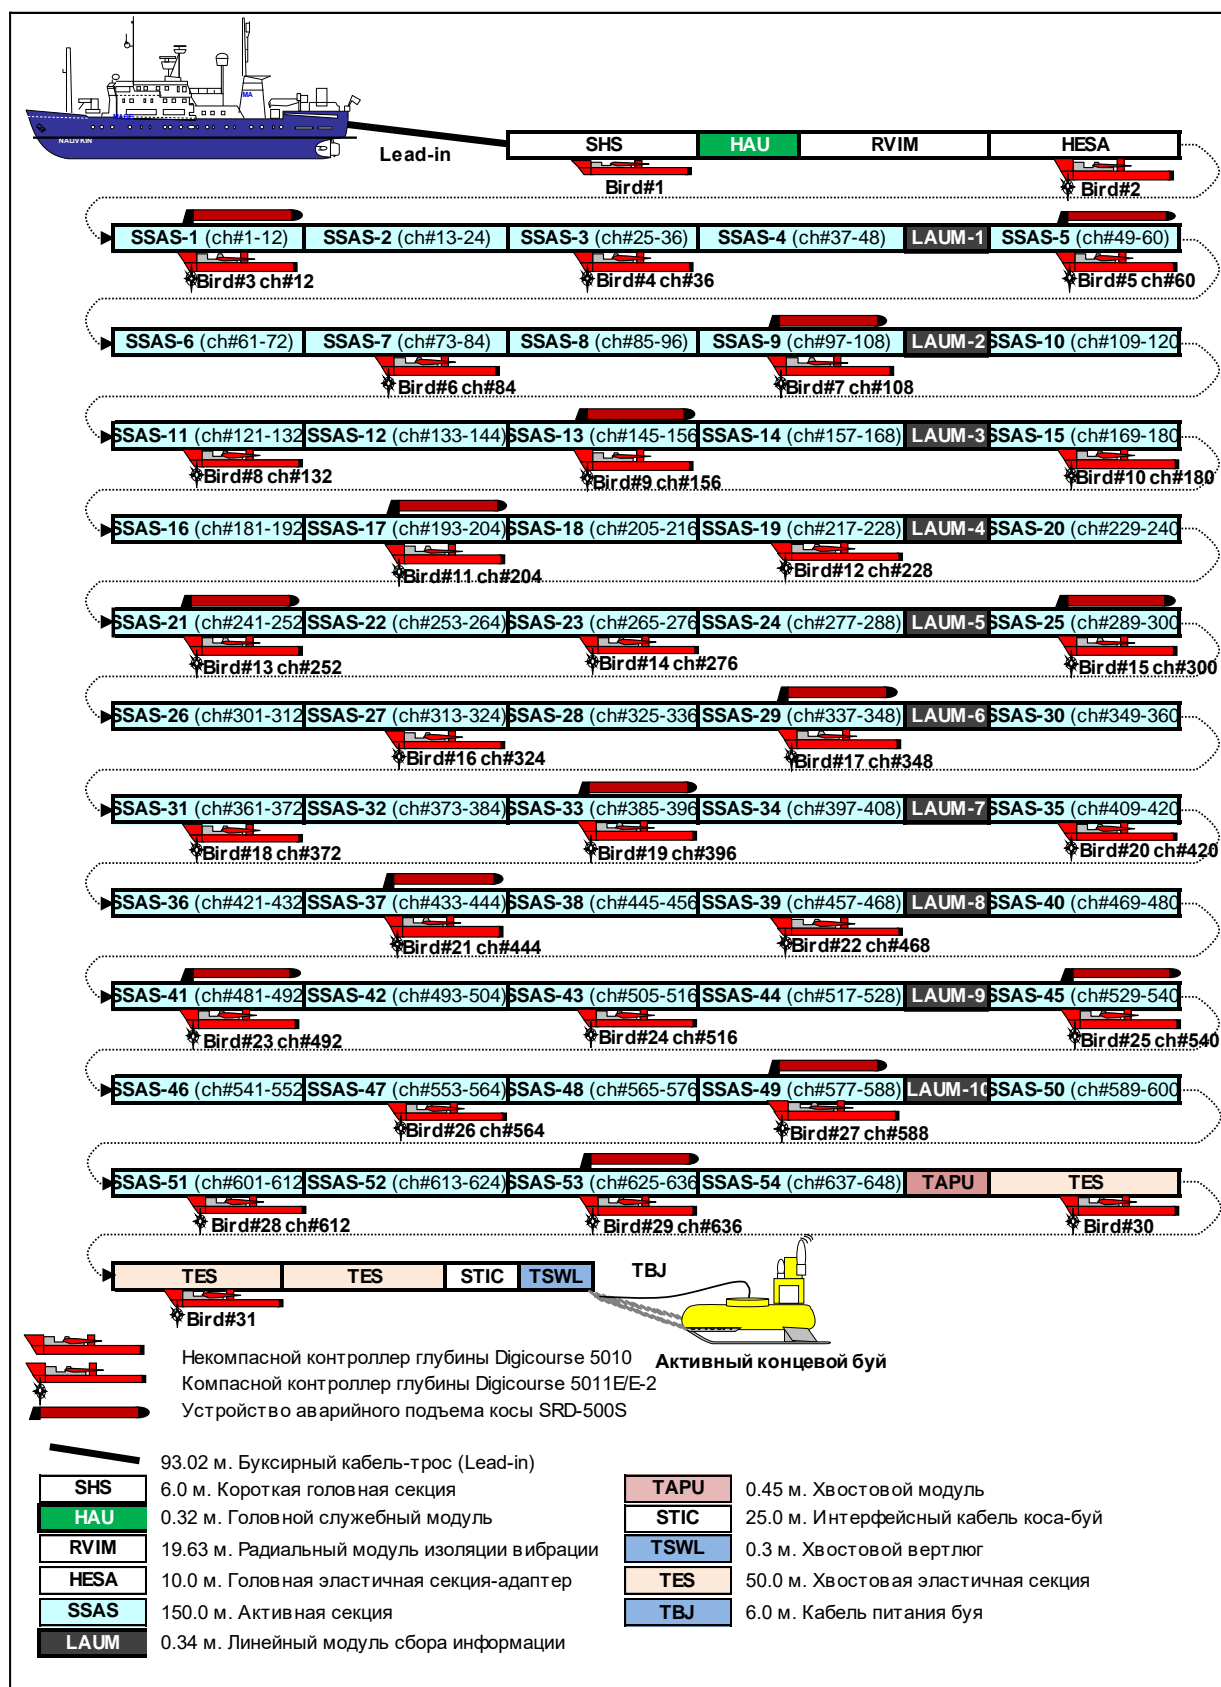 MA
MAGE
NALIVKIN
Lead-in
SHS HAU RVIM HESA
Bird#1 Bird#2
SSAS-1 (ch#1-12) SSAS-2 (ch#13-24) SSAS-3 (ch#25-36) SSAS-4 (ch#37-48) LAUM-1 SSAS-5 (ch#49-60)
Bird#3 ch#12 Bird#4 ch#36 Bird#5 ch#60
SSAS-6 (ch#61-72) SSAS-7 (ch#73-84) SSAS-8 (ch#85-96) SSAS-9 (ch#97-108) LAUM-2 SSAS-10 (ch#109-120
Bird#6 ch#84 Bird#7 ch#108
SSAS-11 (ch#121-132 SSAS-12 (ch#133-144) SSAS-13 (ch#145-156 SSAS-14 (ch#157-168) LAUM-3 SSAS-15 (ch#169-180
Bird#8 ch#132 Bird#9 ch#156 Bird#10 ch#180
SSAS-16 (ch#181-192 SSAS-17 (ch#193-204) SSAS-18 (ch#205-216 SSAS-19 (ch#217-228) LAUM-4 SSAS-20 (ch#229-240
Bird#11 ch#204 Bird#12 ch#228
SSAS-21 (ch#241-252 SSAS-22 (ch#253-264) SSAS-23 (ch#265-276 SSAS-24 (ch#277-288) LAUM-5 SSAS-25 (ch#289-300
Bird#13 ch#252 Bird#14 ch#276 Bird#15 ch#300
SSAS-26 (ch#301-312 SSAS-27 (ch#313-324) SSAS-28 (ch#325-336 SSAS-29 (ch#337-348) LAUM-6 SSAS-30 (ch#349-360
Bird#16 ch#324 Bird#17 ch#348
SSAS-31 (ch#361-372 SSAS-32 (ch#373-384) SSAS-33 (ch#385-396 SSAS-34 (ch#397-408) LAUM-7 SSAS-35 (ch#409-420
Bird#18 ch#372 Bird#19 ch#396 Bird#20 ch#420
SSAS-36 (ch#421-432 SSAS-37 (ch#433-444) SSAS-38 (ch#445-456 SSAS-39 (ch#457-468) LAUM-8 SSAS-40 (ch#469-480
Bird#21 ch#444 Bird#22 ch#468
SSAS-41 (ch#481-492 SSAS-42 (ch#493-504) SSAS-43 (ch#505-516 SSAS-44 (ch#517-528) LAUM-9 SSAS-45 (ch#529-540
Bird#23 ch#492 Bird#24 ch#516 Bird#25 ch#540
SSAS-46 (ch#541-552 SSAS-47 (ch#553-564) SSAS-48 (ch#565-576 SSAS-49 (ch#577-588) LAUM-10 SSAS-50 (ch#589-600
Bird#26 ch#564 Bird#27 ch#588
SSAS-51 (ch#601-612 SSAS-52 (ch#613-624) SSAS-53 (ch#625-636 SSAS-54 (ch#637-648) TAPU TES
Bird#28 ch#612 Bird#29 ch#636 Bird#30
TES TES STIC TSWL TBJ
Bird#31
Активный концевой буй
Некомпасной контроллер глубины Digicourse 5010
Компасной контроллер глубины Digicourse 5011E/E-2
Устройство аварийного подъема косы SRD-500S
93.02 м. Буксирный кабель-трос (Lead-in)
SHS 6.0 м. Короткая головная секция
HAU 0.32 м. Головной служебный модуль
RVIM 19.63 м. Радиальный модуль изоляции вибрации
HESA 10.0 м. Головная эластичная секция-адаптер
SSAS 150.0 м. Активная секция
LAUM 0.34 м. Линейный модуль сбора информации
TAPU 0.45 м. Хвостовой модуль
STIC 25.0 м. Интерфейсный кабель коса-буй
TSWL 0.3 м. Хвостовой вертлюг
TES 50.0 м. Хвостовая эластичная секция
TBJ 6.0 м. Кабель питания буя